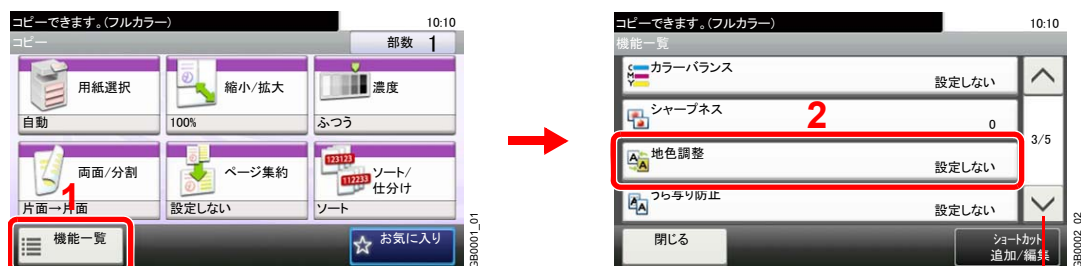 コピーできます。(フルカラー)
10:10
コピー
部数 1
用紙選択
自動
縮小/拡大
100%
濃度
ふつう
両面/分割
片面→片面
ページ集約
設定しない
ソート/
仕分け
ソート
1
機能一覧
お気に入り
GB0001_01
コピーできます。(フルカラー)
10:10
機能一覧
カラーバランス
設定しない
シャープネス
0
2
3/5
地色調整
設定しない
うら写り防止
設定しない
閉じる
ショートカット
追加/編集
GB0002_02